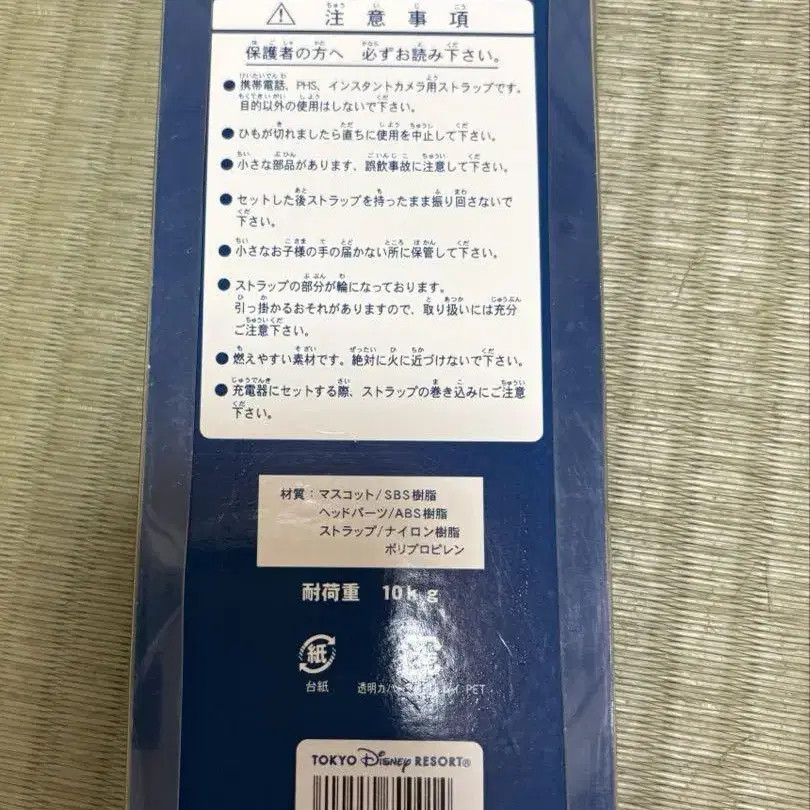 注意事項
保護者の方へ 必ずお読み下さい。
●携帯電話、PHS、インスタントカメラ用ストラップです。
目的以外の使用はしないで下さい。
●ひもが切れましたら直ちに使用を中止して下さい。
●小さな部品があります、誤飲事故に注意して下さい。
●セットした後ストラップを持ったまま振り回さないで
下さい。
●小さなお子様の手の届かない所に保管して下さい。
●ストラップの部分が輪になっております。
引っ掛かるおそれがありますので、取り扱いには充分
ご注意下さい。
●燃えやすい素材です。絶対に火に近づけないで下さい。
●充電器にセットする際、ストラップの巻き込みにご注意
下さい。
材質：マスコット/SBS樹脂
ヘッドパーツ/ABS樹脂
ストラップ/ナイロン樹脂
ポリプロピレン
耐荷重 10kg
紙
台紙
透明カバー PET
TOKYO Disney RESORT®